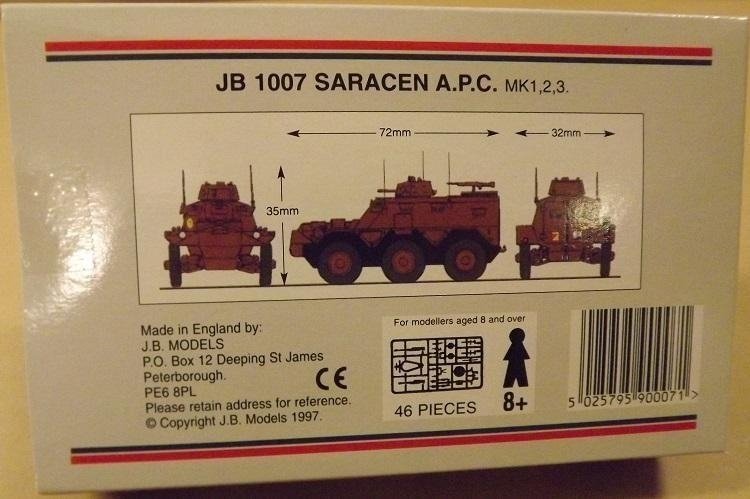 JB 1007 SARACEN A.P.C. MK1,2,3.
72mm
32mm
35mm
Made in England by:
J.B. MODELS
P.O. Box 12 Deeping St James
Peterborough.
PE6 8PL
Please retain address for reference.
© Copyright J.B. Models 1997.
CE
For modellers aged 8 and over
46 PIECES
8+
5 025795 900071 >